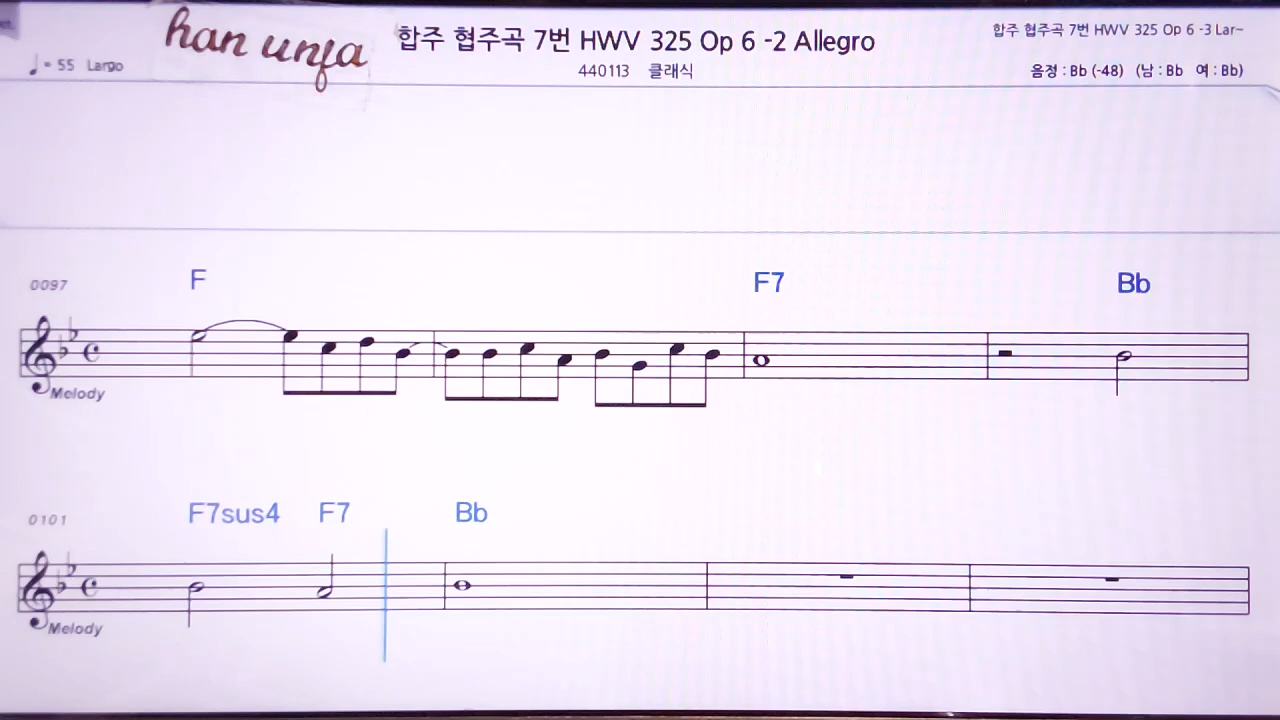 han unfa
합주 협주곡 7번 HWV 325 Op 6 -2 Allegro
합주 협주곡 7번 HWV 325 Op 6 -3 Lar~
♩ = 55 Largo
440113 클래식
음정 : Bb (-48) (남 : Bb 여 : Bb)
0097 F F7 Bb
Melody
0101 F7sus4 F7 Bb
Melody